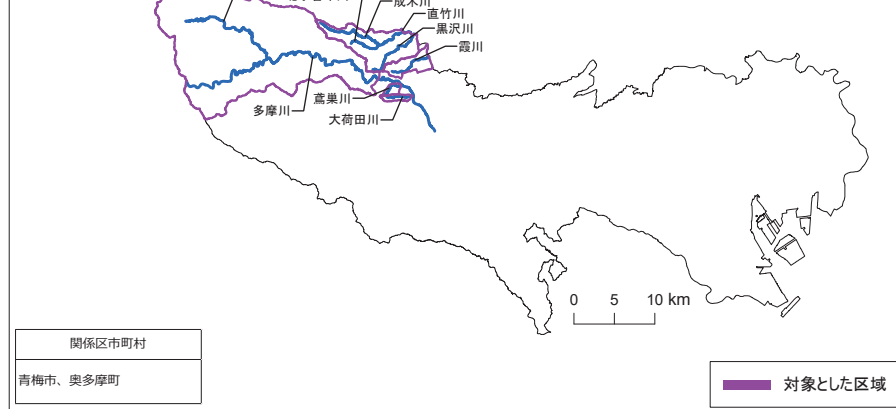 成木川
直竹川
黒沢川
霞川
鳶巣川
多摩川
大荷田川
0 5 10 km
関係区市町村
青梅市、奥多摩町
対象とした区域